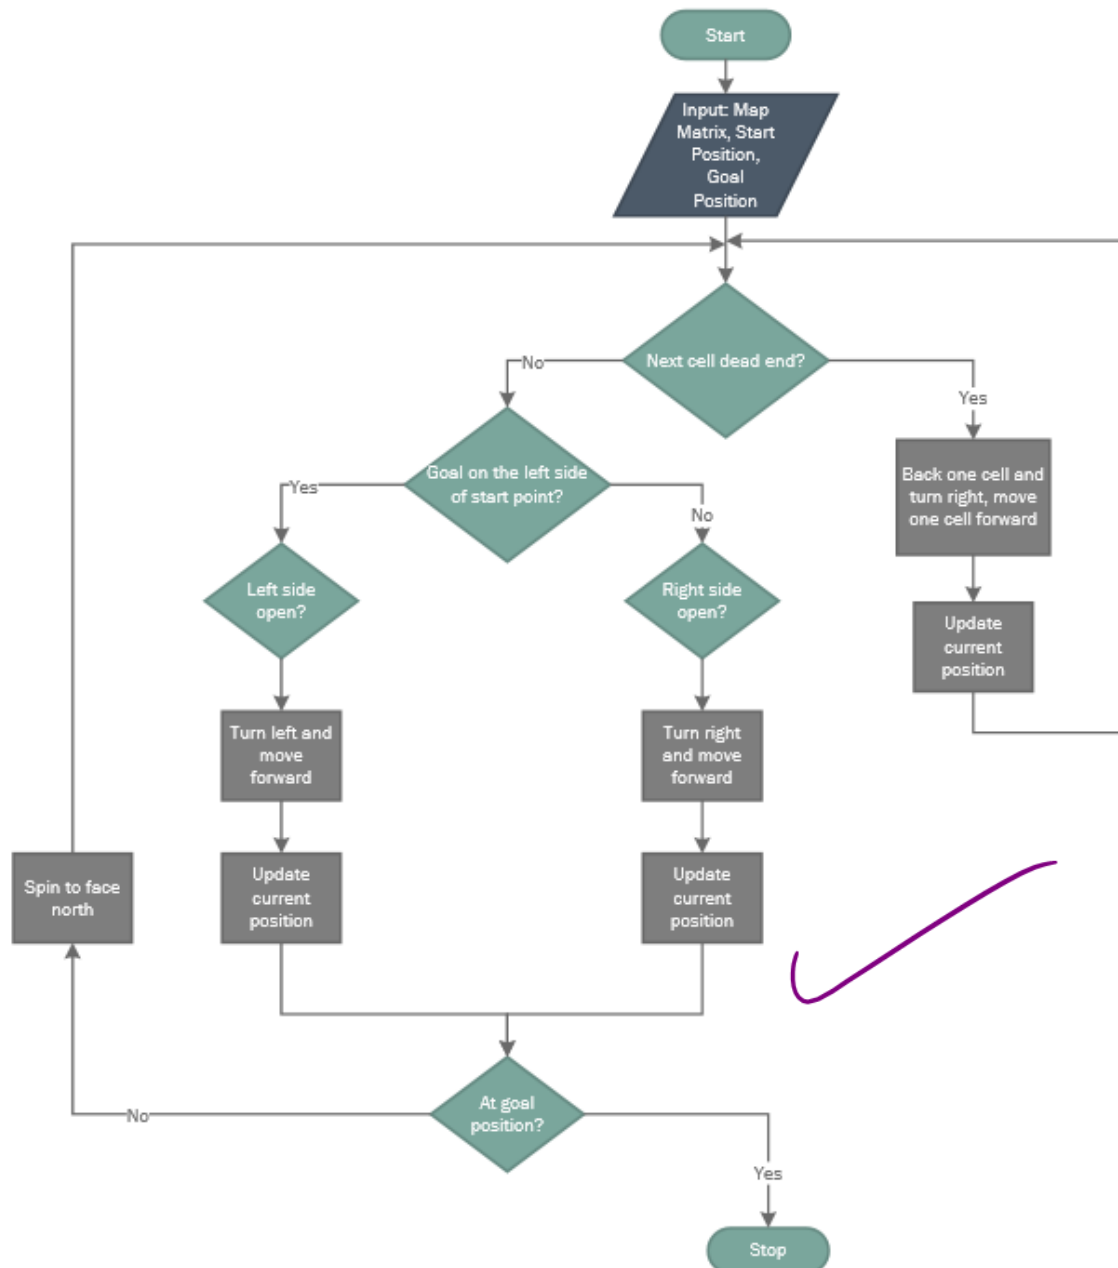 Start
Input: Map
Matrix, Start
Position,
Goal
Position
Next cell dead end?
No
Yes
Goal on the left side
of start point?
Back one cell and
turn right, move
one cell forward
Yes
No
Left side
open?
Right side
open?
Update
current
position
Turn left and
move
forward
Turn right
and move
forward
Spin to face
north
Update
current
position
Update
current
position
At goal
position?
No
Yes
Stop